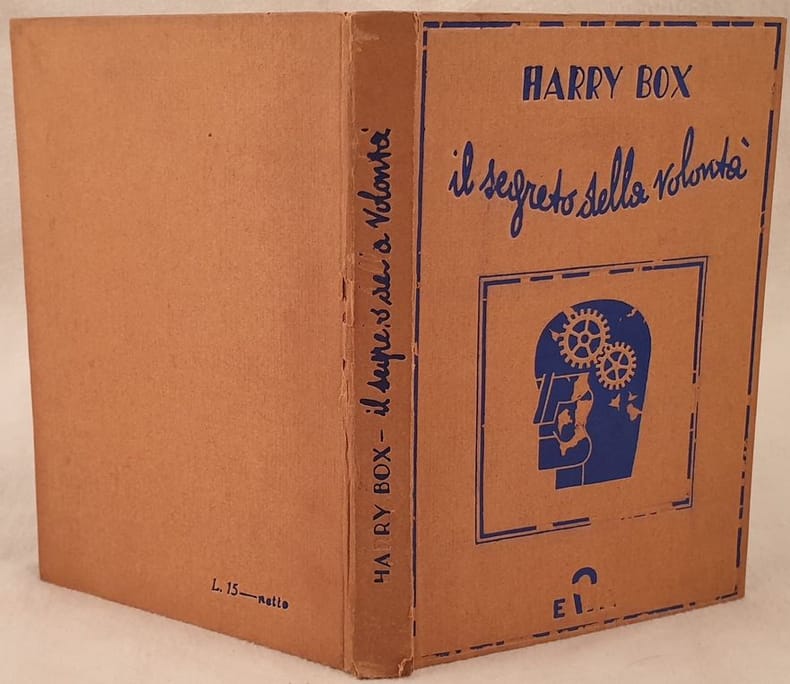 HARRY BOX
il segreto della volontà
HARRY BOX - il segreto della volontà
L. 15— netto
E